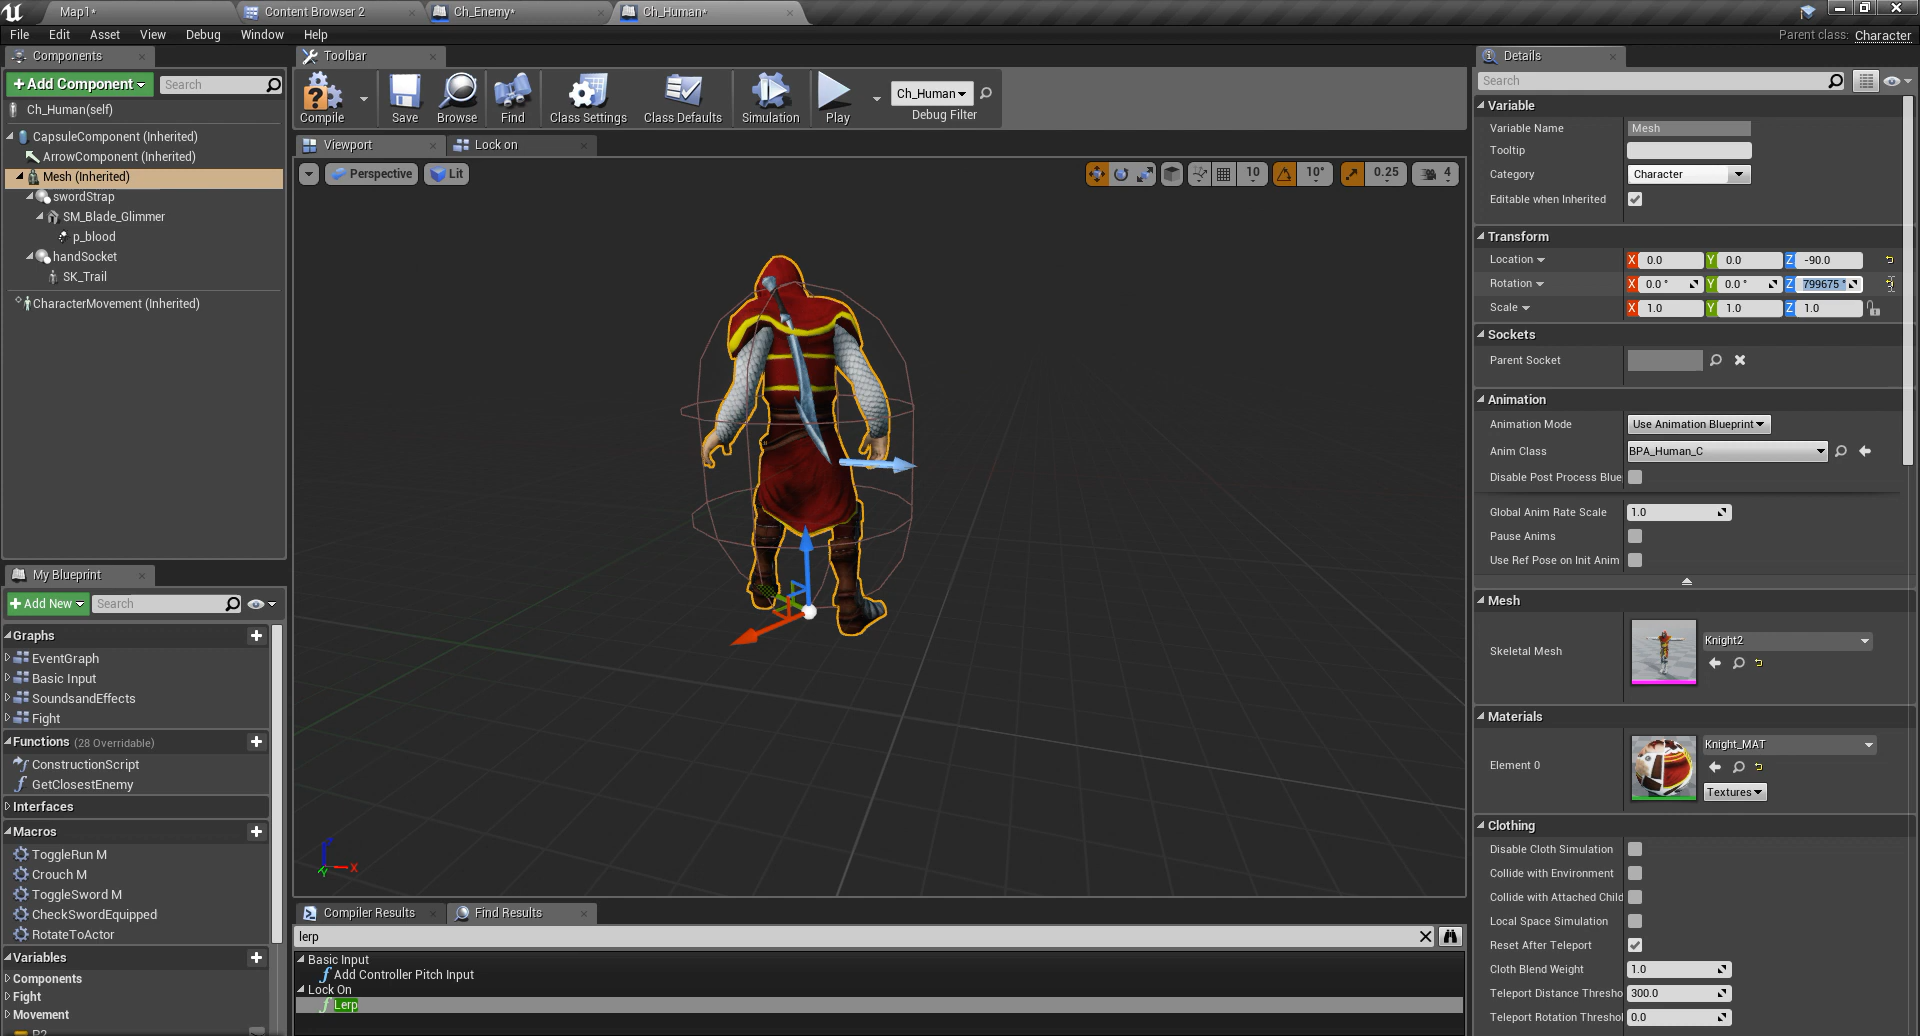 Map1*
Content Browser 2
Ch_Enemy*
Ch_Human*
File Edit Asset View Debug Window Help
Parent class: Character
Components
+Add Component
Search
Ch_Human(self)
CapsuleComponent (Inherited)
ArrowComponent (Inherited)
Mesh (Inherited)
swordStrap
SM_Blade_Glimmer
p_blood
handSocket
SK_Trail
CharacterMovement (Inherited)
My Blueprint
+Add New
Search
Graphs
EventGraph
Basic Input
SoundsandEffects
Fight
Functions (28 Overridable)
ConstructionScript
GetClosestEnemy
Interfaces
Macros
ToggleRun M
Crouch M
ToggleSword M
CheckSwordEquipped
RotateToActor
Variables
Components
Fight
Movement
Toolbar
Compile
Save
Browse
Find
Class Settings
Class Defaults
Simulation
Play
Ch_Human
Debug Filter
Viewport
Lock on
Perspective
Lit
10
10°
0.25
4
Z
X
Y
Compiler Results
Find Results
lerp
Basic Input
Add Controller Pitch Input
Lock On
Lerp
Details
Search
Variable
Variable Name Mesh
Tooltip
Category Character
Editable when Inherited
Transform
Location X 0.0 Y 0.0 Z -90.0
Rotation X 0.0 ° Y 0.0 ° Z 799675 °
Scale X 1.0 Y 1.0 Z 1.0
Sockets
Parent Socket
Animation
Animation Mode Use Animation Blueprint
Anim Class BPA_Human_C
Disable Post Process Blue
Global Anim Rate Scale 1.0
Pause Anims
Use Ref Pose on Init Anim
Mesh
Skeletal Mesh Knight2
Materials
Element 0 Knight_MAT
Textures
Clothing
Disable Cloth Simulation
Collide with Environment
Collide with Attached Child
Local Space Simulation
Reset After Teleport
Cloth Blend Weight 1.0
Teleport Distance Thresho 300.0
Teleport Rotation Threshol 0.0